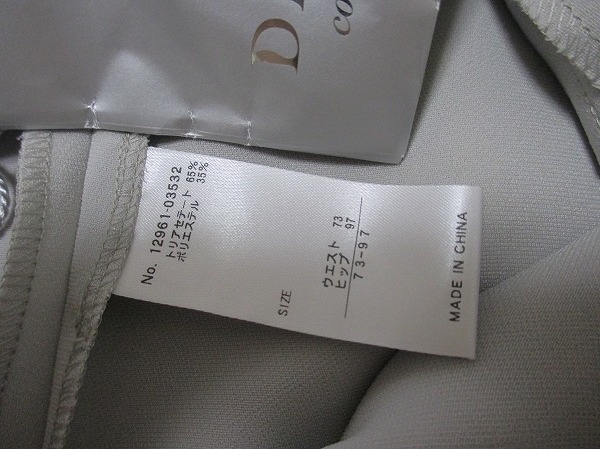 D
co
No. 12961-03532
トリアセテート 65%
ポリエステル 35%
SIZE
ウエスト 73
ヒップ 97
73-97
MADE IN CHINA